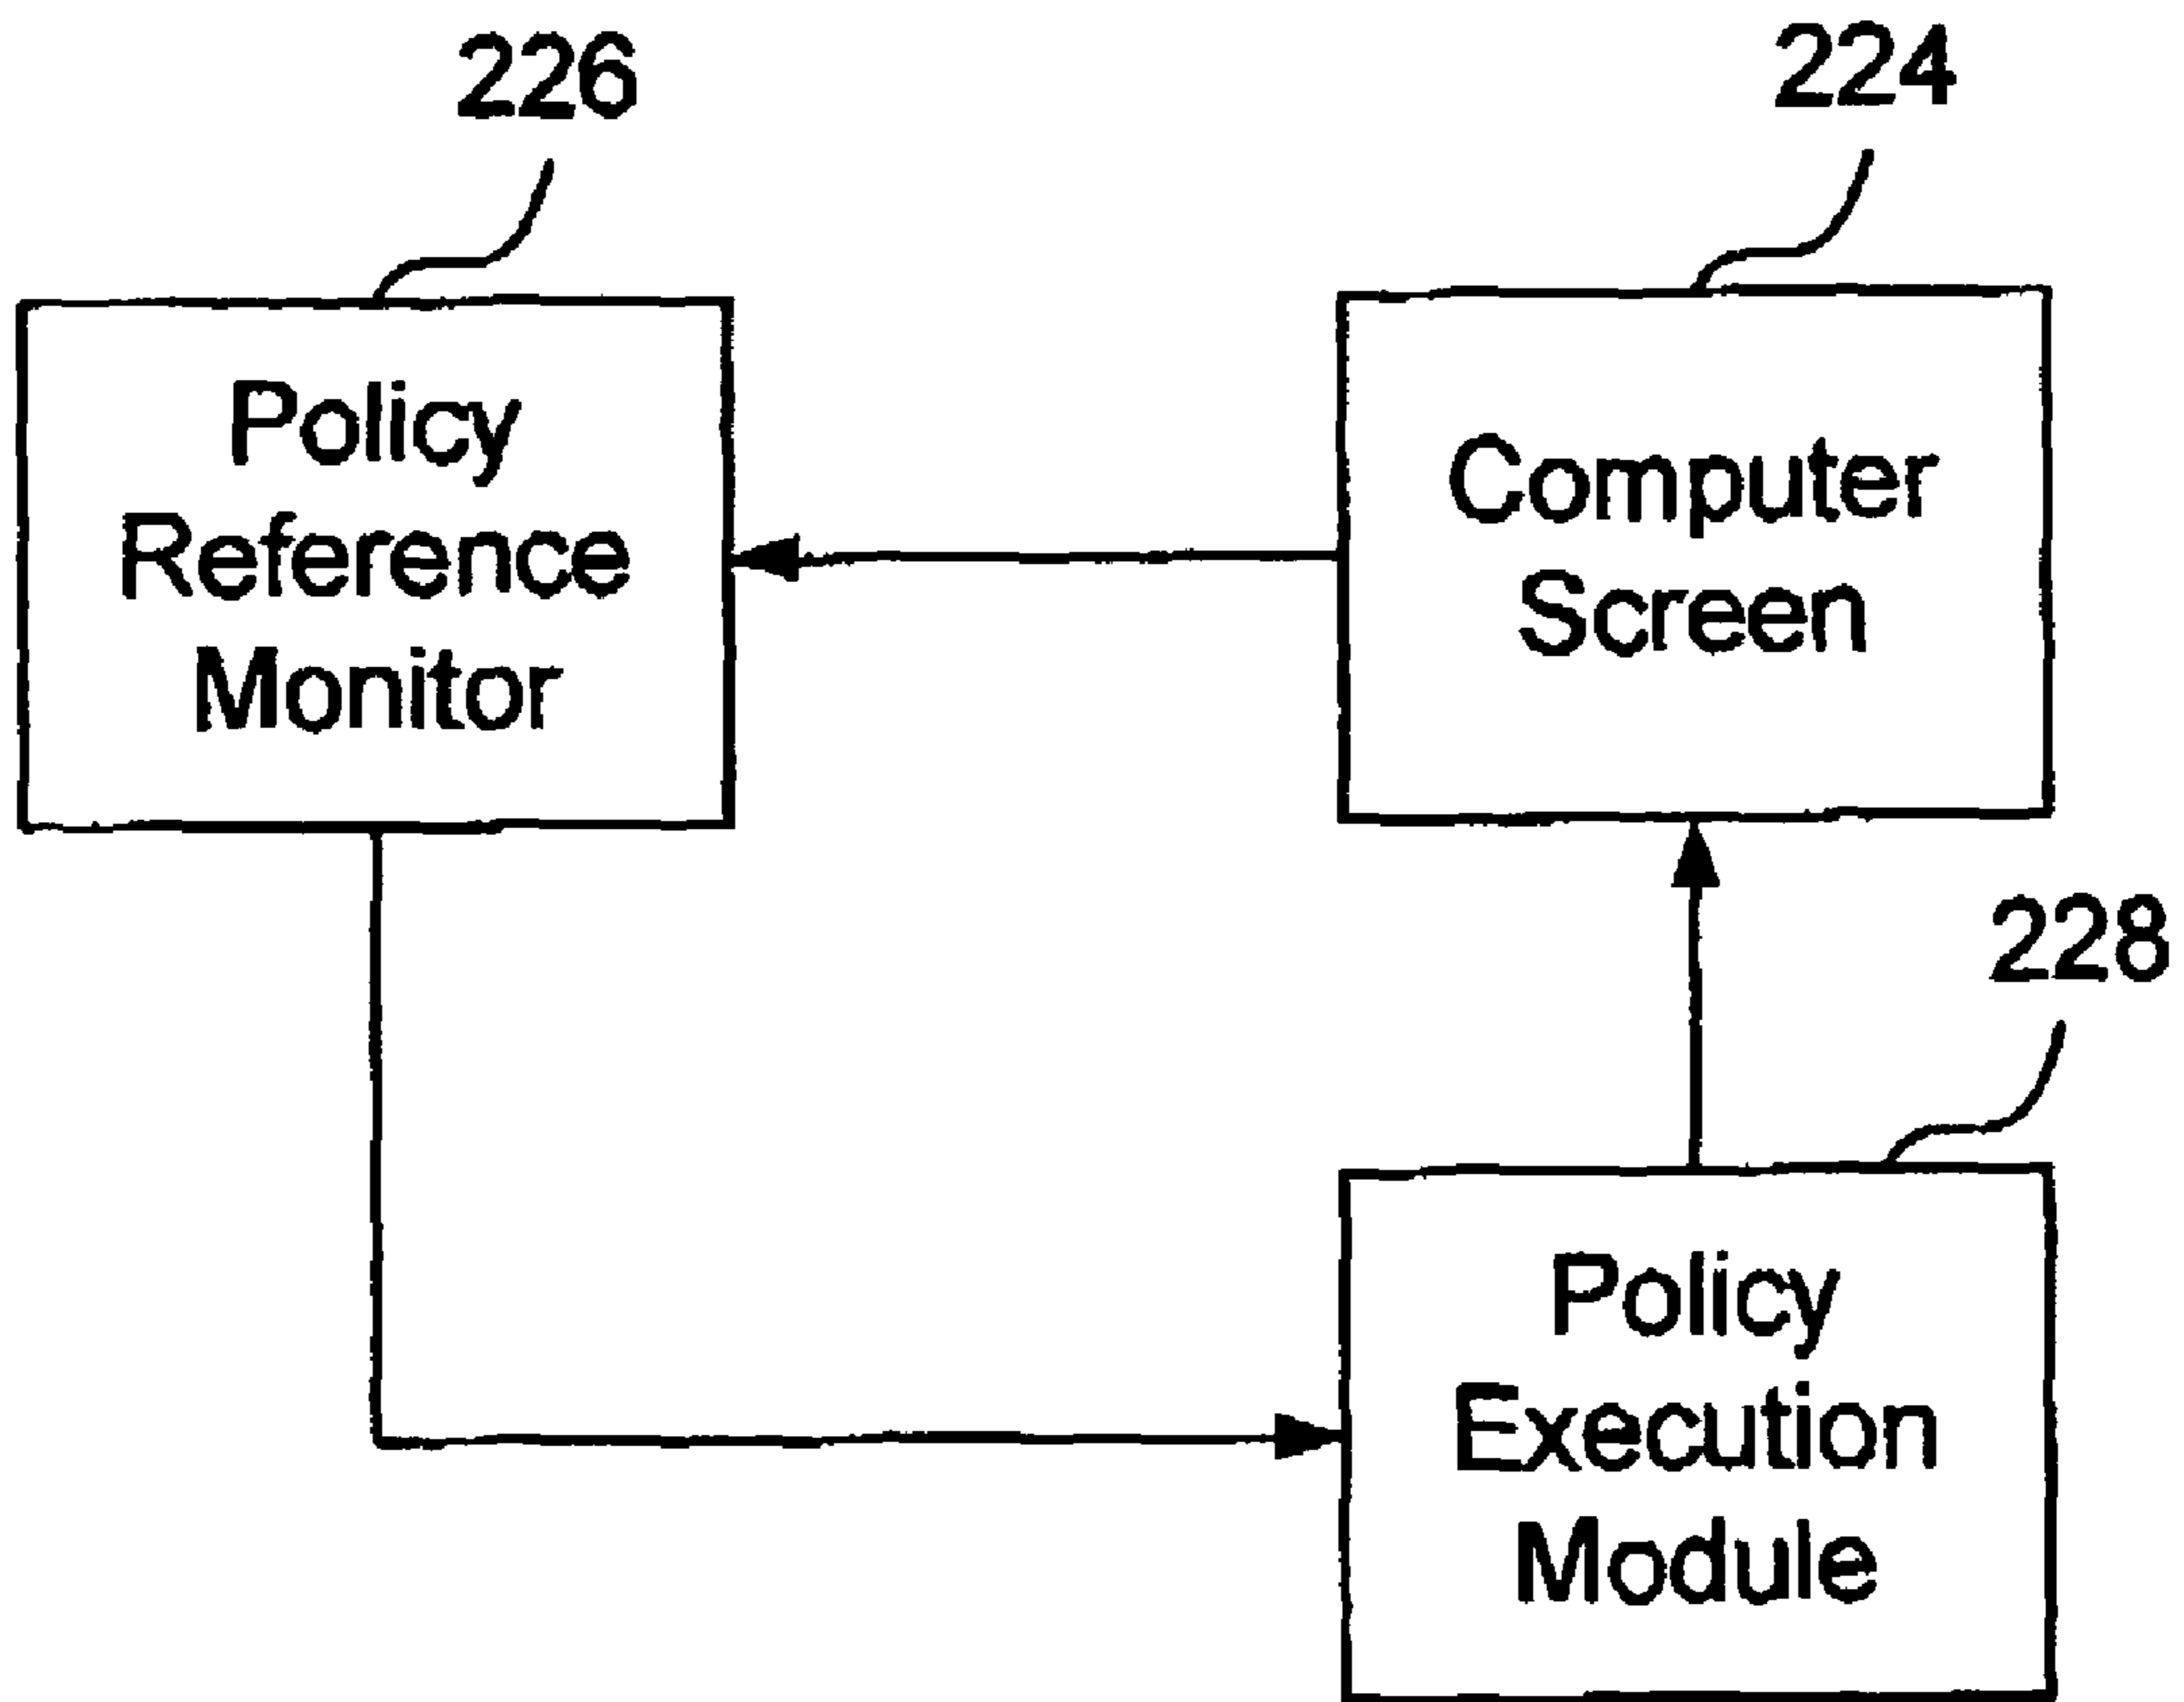 226
224
Policy
Reference
Monitor
Computer
Screen
228
Policy
Execution
Module